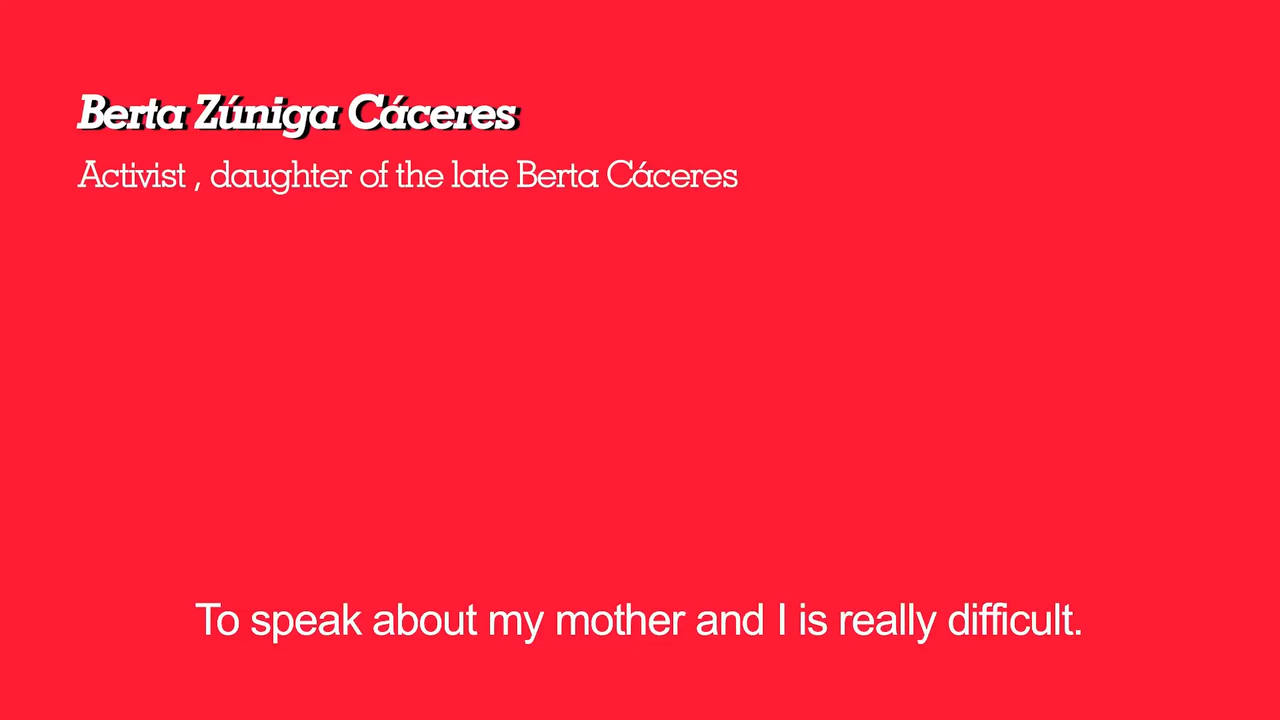 Berta Zúniga Cáceres
Activist , daughter of the late Berta Cáceres
To speak about my mother and I is really difficult.